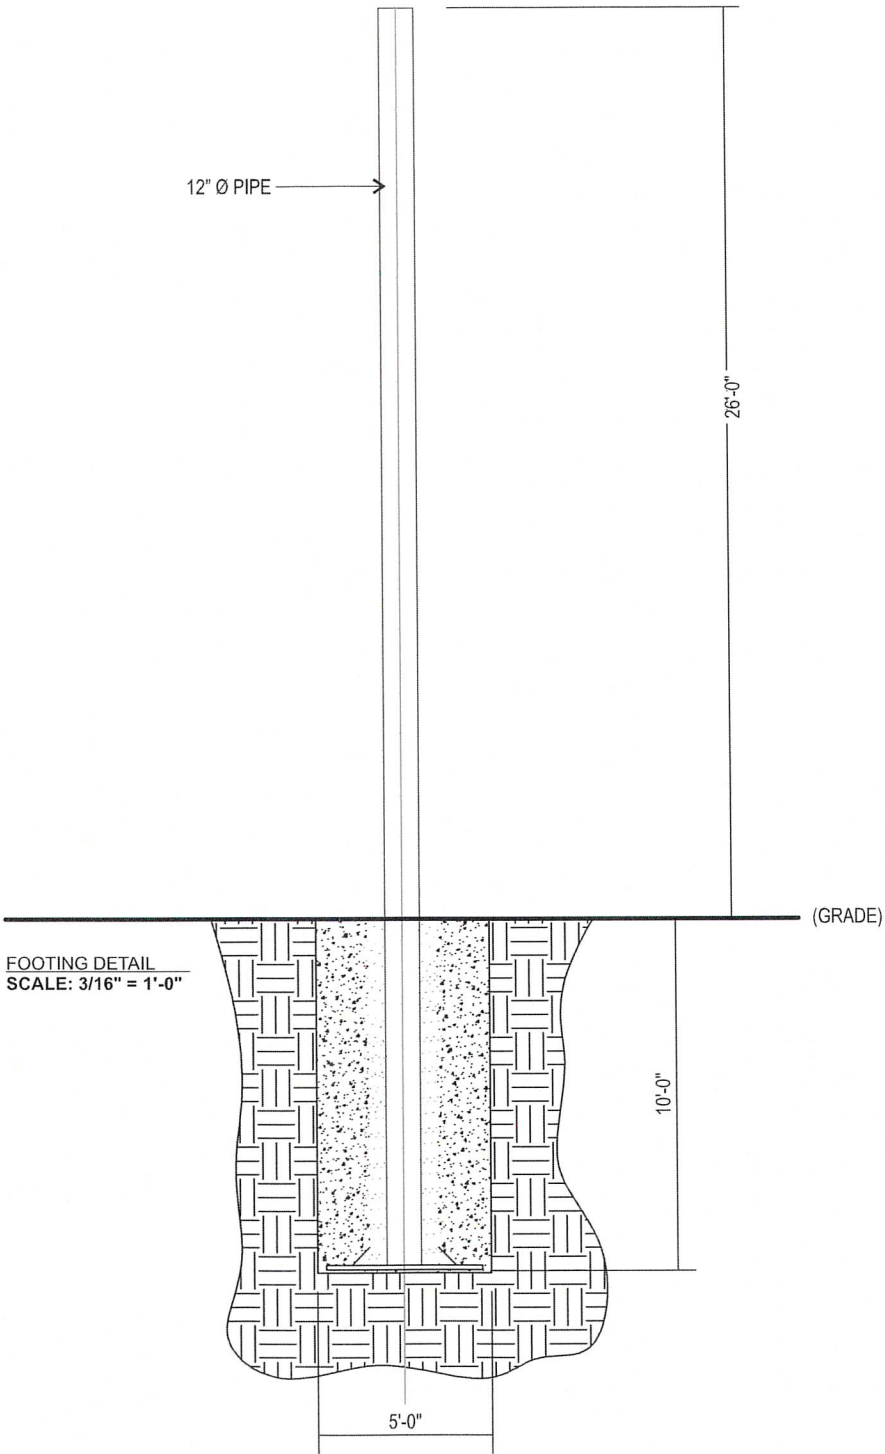 12" Ø PIPE
26'-0"
(GRADE)
FOOTING DETAIL
SCALE: 3/16" = 1'-0"
10'-0"
5'-0"